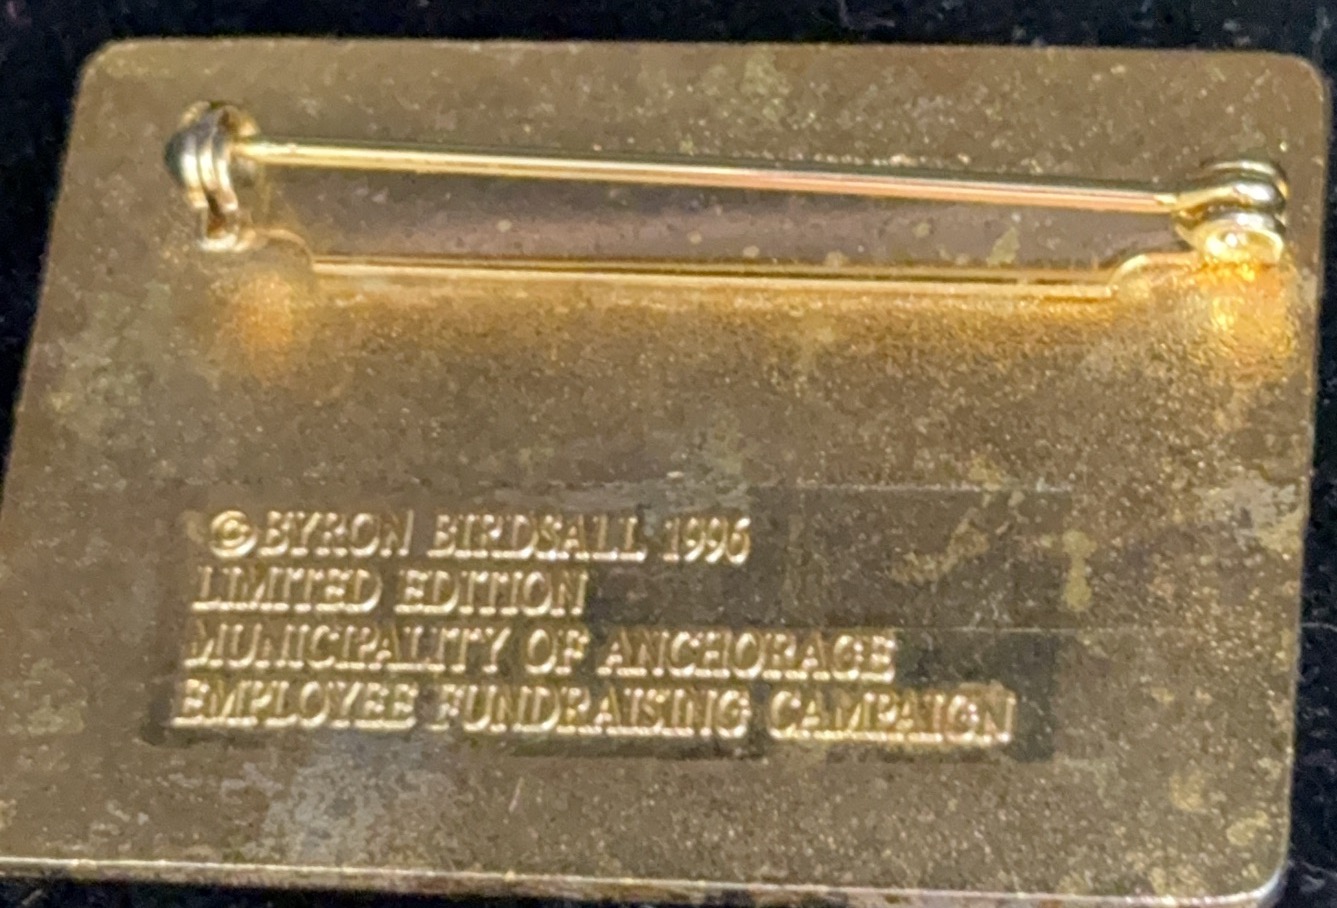 © BYRON BIRDSALL 1996
LIMITED EDITION
MUNICIPALITY OF ANCHORAGE
EMPLOYEE FUNDRAISING CAMPAIGN